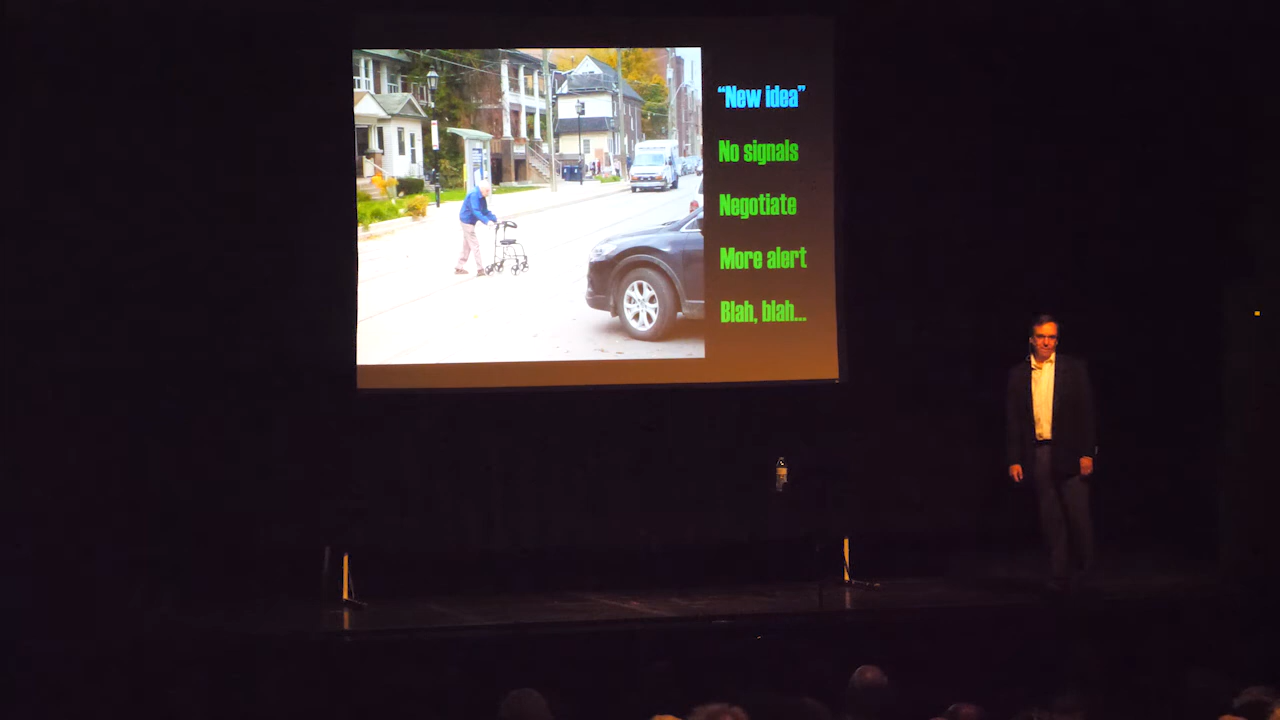 “New idea”
No signals
Negotiate
More alert
Blah, blah...